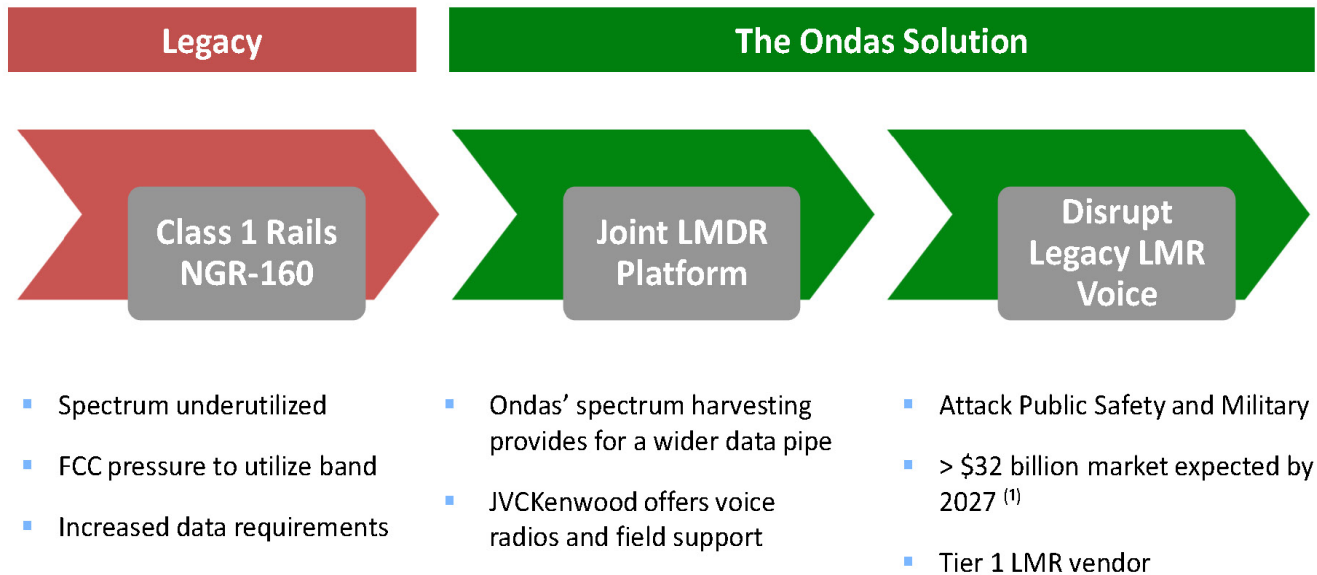 Legacy
The Ondas Solution
Class 1 Rails
NGR-160
Joint LMDR
Platform
Disrupt
Legacy LMR
Voice
Spectrum underutilized
FCC pressure to utilize band
Increased data requirements
Ondas’ spectrum harvesting
provides for a wider data pipe
JVCKenwood offers voice
radios and field support
Attack Public Safety and Military
> $32 billion market expected by
2027 (1)
Tier 1 LMR vendor